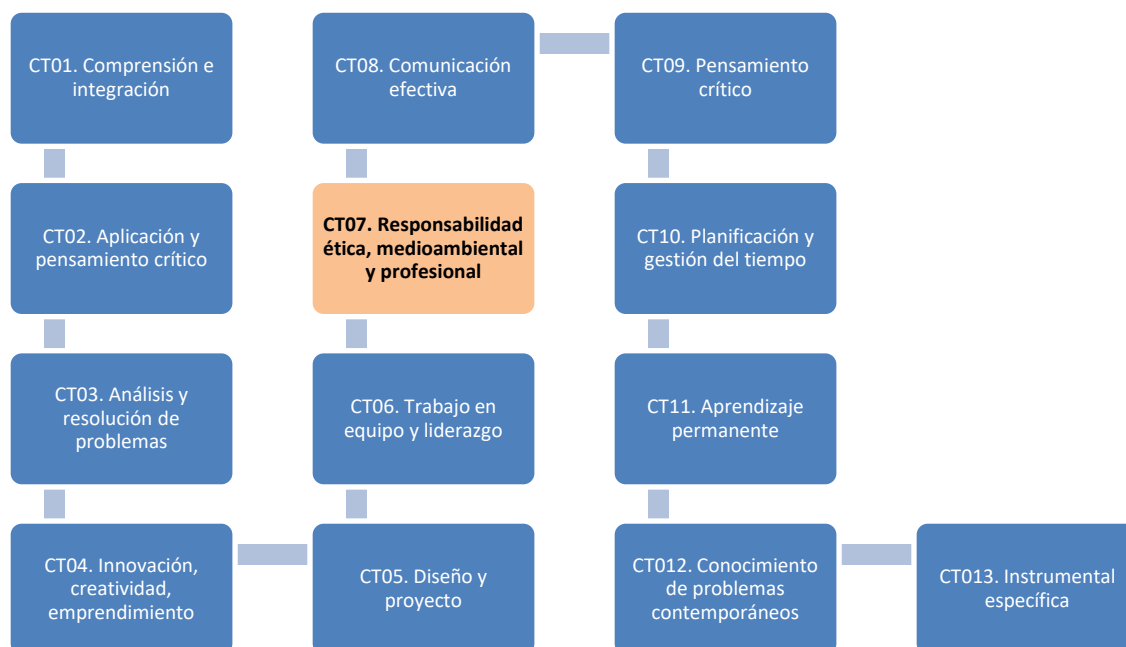 CT01. Comprensión e
integración
CT02. Aplicación y
pensamiento crítico
CT03. Análisis y
resolución de
problemas
CT04. Innovación,
creatividad,
emprendimiento
CT05. Diseño y
proyecto
CT06. Trabajo en
equipo y liderazgo
CT07. Responsabilidad
ética, medioambiental
y profesional
CT08. Comunicación
efectiva
CT09. Pensamiento
crítico
CT10. Planificación y
gestión del tiempo
CT11. Aprendizaje
permanente
CT012. Conocimiento
de problemas
contemporáneos
CT013. Instrumental
específica